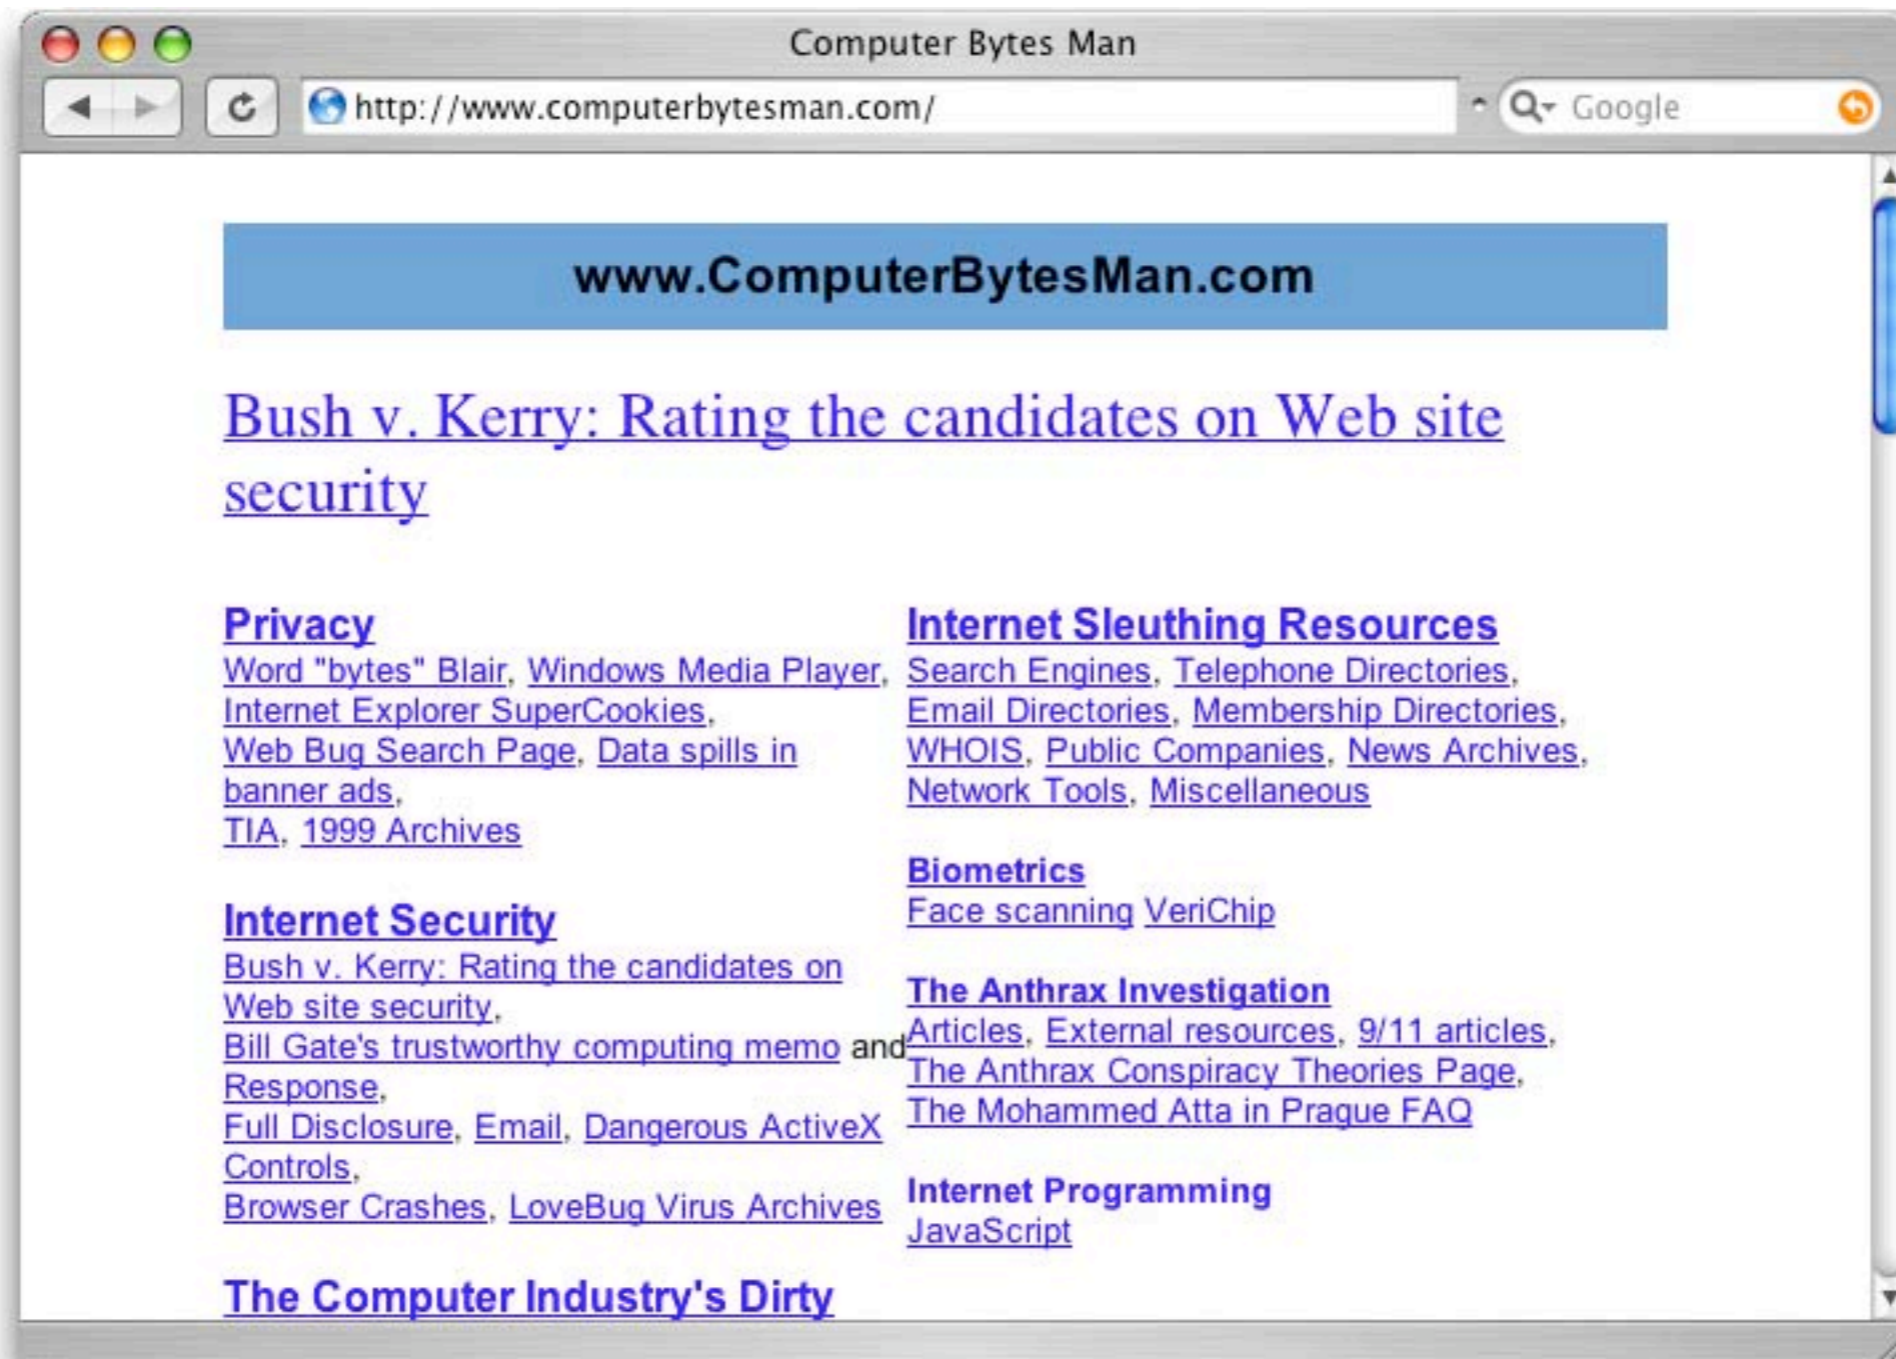 Computer Bytes Man
http://www.computerbytesman.com/
Google
www.ComputerBytesMan.com
Bush v. Kerry: Rating the candidates on Web site
security
Privacy
Word "bytes" Blair, Windows Media Player,
Internet Explorer SuperCookies,
Web Bug Search Page, Data spills in
banner ads,
TIA, 1999 Archives
Internet Security
Bush v. Kerry: Rating the candidates on
Web site security,
Bill Gate's trustworthy computing memo and
Response,
Full Disclosure, Email, Dangerous ActiveX
Controls,
Browser Crashes, LoveBug Virus Archives
The Computer Industry's Dirty
Internet Sleuthing Resources
Search Engines, Telephone Directories,
Email Directories, Membership Directories,
WHOIS, Public Companies, News Archives,
Network Tools, Miscellaneous
Biometrics
Face scanning VeriChip
The Anthrax Investigation
Articles, External resources, 9/11 articles,
The Anthrax Conspiracy Theories Page,
The Mohammed Atta in Prague FAQ
Internet Programming
JavaScript